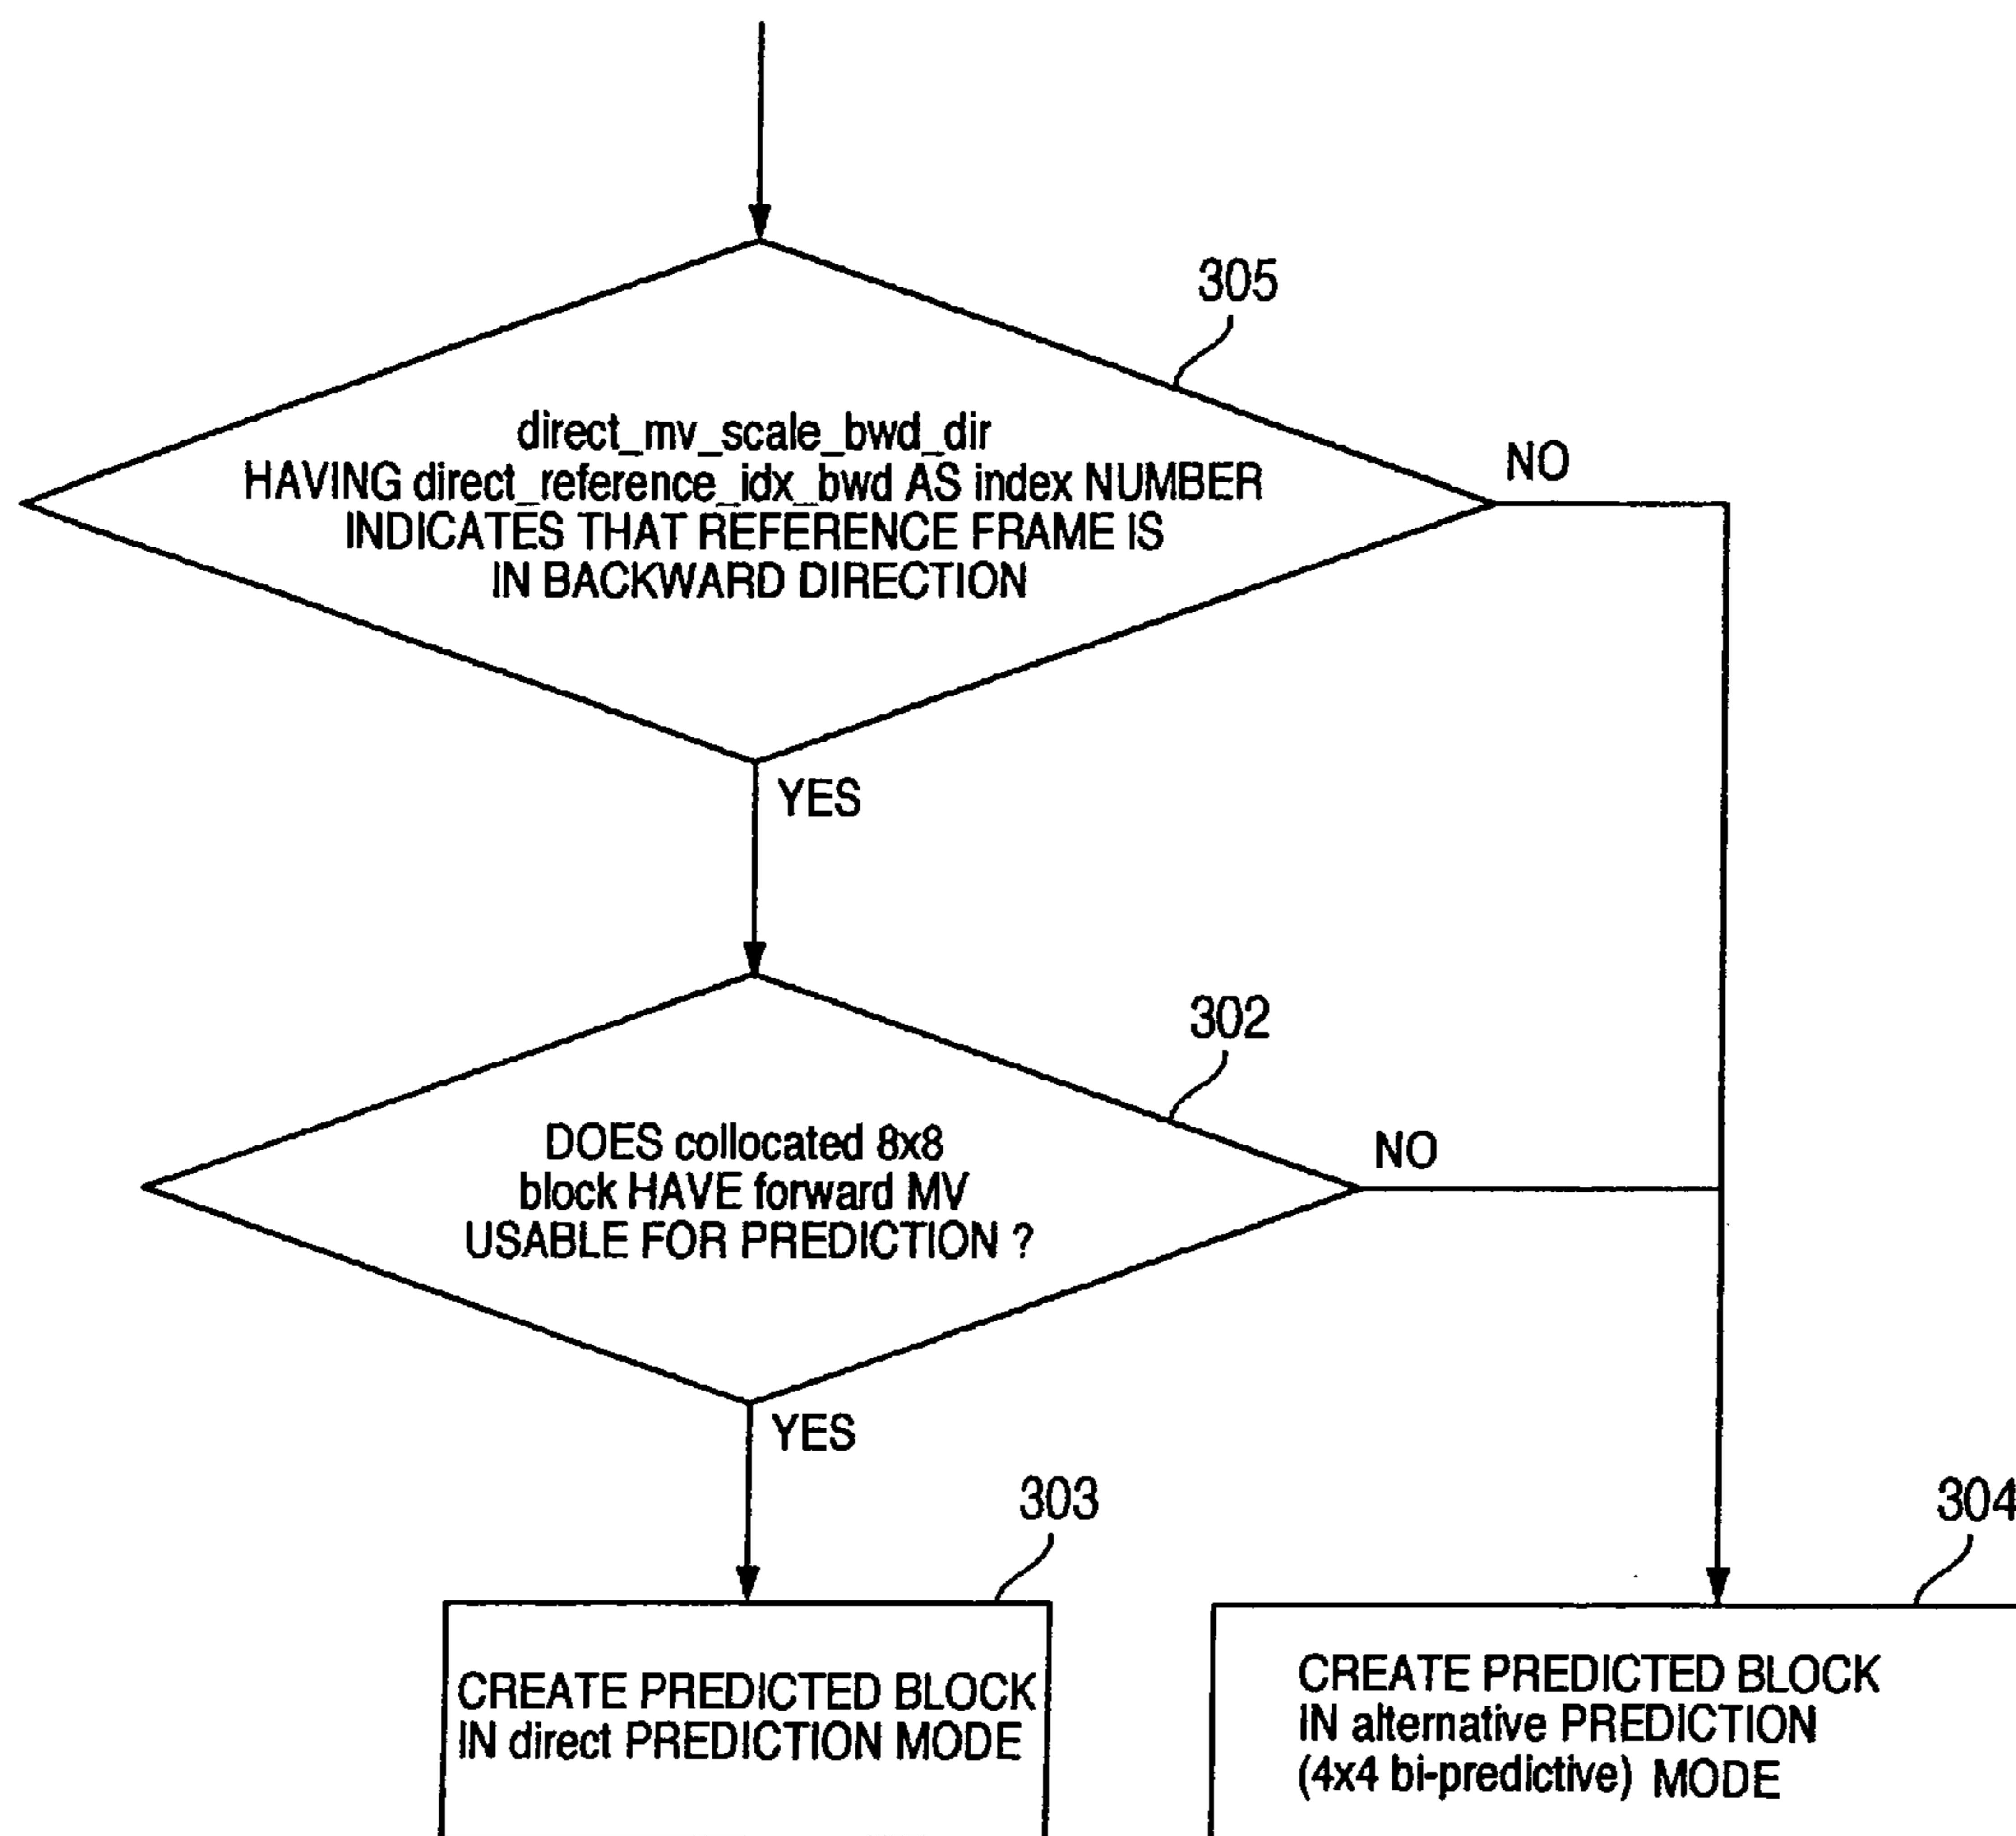 305
direct_mv_scale_bwd_dir
HAVING direct_reference_idx_bwd AS index NUMBER
INDICATES THAT REFERENCE FRAME IS
IN BACKWARD DIRECTION
NO
YES
302
DOES collocated 8x8
block HAVE forward MV
USABLE FOR PREDICTION ?
NO
YES
303
304
CREATE PREDICTED BLOCK
IN direct PREDICTION MODE
CREATE PREDICTED BLOCK
IN alternative PREDICTION
(4x4 bi-predictive) MODE